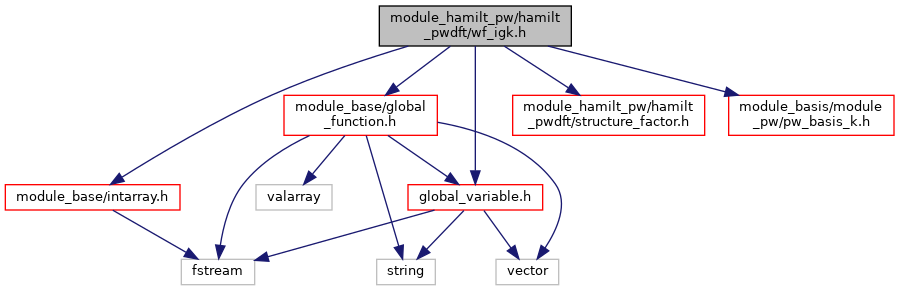 module_hamilt_pw/hamilt
_pwdft/wf_igk.h
module_base/global
_function.h
module_hamilt_pw/hamilt
_pwdft/structure_factor.h
module_basis/module
_pw/pw_basis_k.h
module_base/intarray.h
valarray
global_variable.h
fstream
string
vector